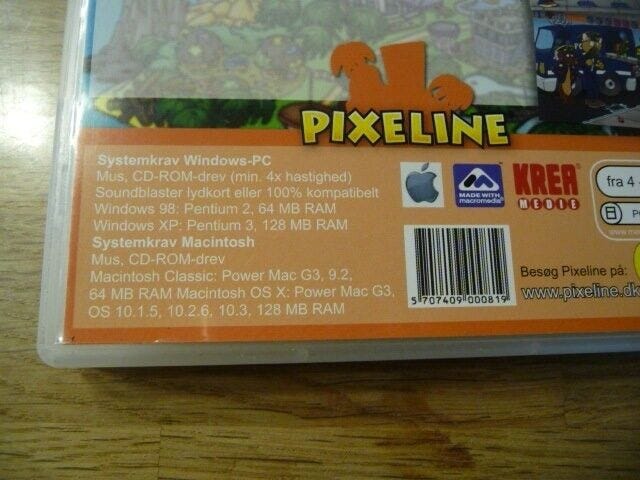 PIXELINE
Systemkrav Windows-PC
Mus, CD-ROM-drev (min. 4x hastighed)
Soundblaster lydkort eller 100% kompatibelt
Windows 98: Pentium 2, 64 MB RAM
Windows XP: Pentium 3, 128 MB RAM
Systemkrav Macintosh
Mus, CD-ROM-drev
Macintosh Classic: Power Mac G3, 9.2,
64 MB RAM Macintosh OS X: Power Mac G3,
OS 10.1.5, 10.2.6, 10.3, 128 MB RAM
MADE WITH
macromedia
KREA
MEDIE
fra 4
5 707409 000819
Besøg Pixeline på:
www.pixeline.dk